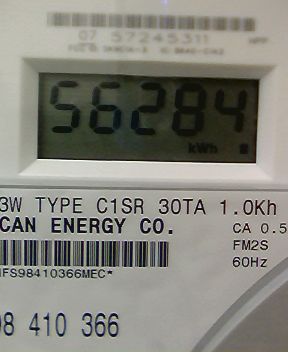 07 57245311
56284
kWh
3W TYPE C1SR 30TA 1.0Kh
CAN ENERGY CO.
CA 0.5
FM2S
60Hz
IFS98410366MEC*
98 410 366